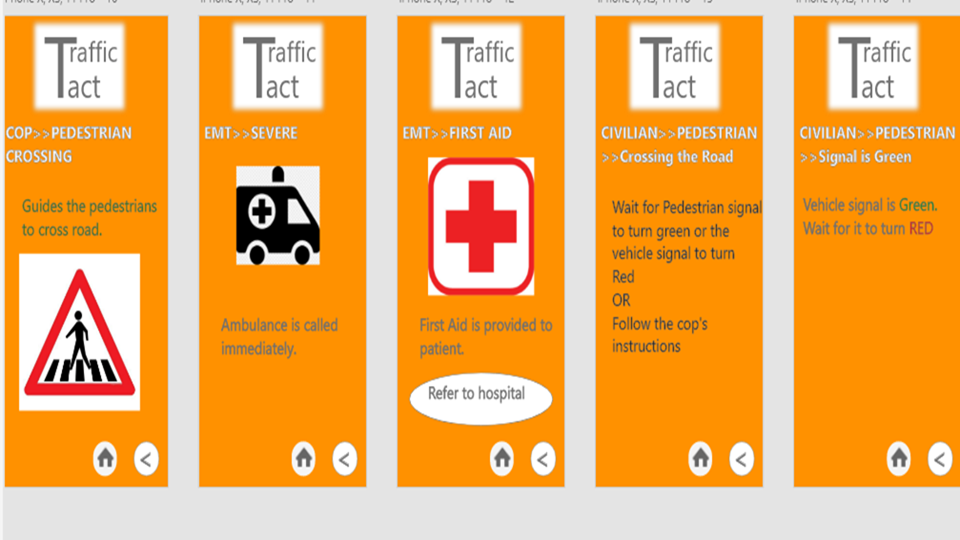 Traffic
Tact
COP>>PEDESTRIAN
CROSSING
Guides the pedestrians
to cross road.
<
Traffic
Tact
EMT>>SEVERE
Ambulance is called
immediately.
<
Traffic
Tact
EMT>>FIRST AID
First Aid is provided to
patient.
Refer to hospital
<
Traffic
Tact
CIVILIAN>>PEDESTRIAN
>>Crossing the Road
Wait for Pedestrian signal
to turn green or the
vehicle signal to turn
Red
OR
Follow the cop's
instructions
<
Traffic
Tact
CIVILIAN>>PEDESTRIAN
>>Signal is Green
Vehicle signal is Green.
Wait for it to turn RED
<